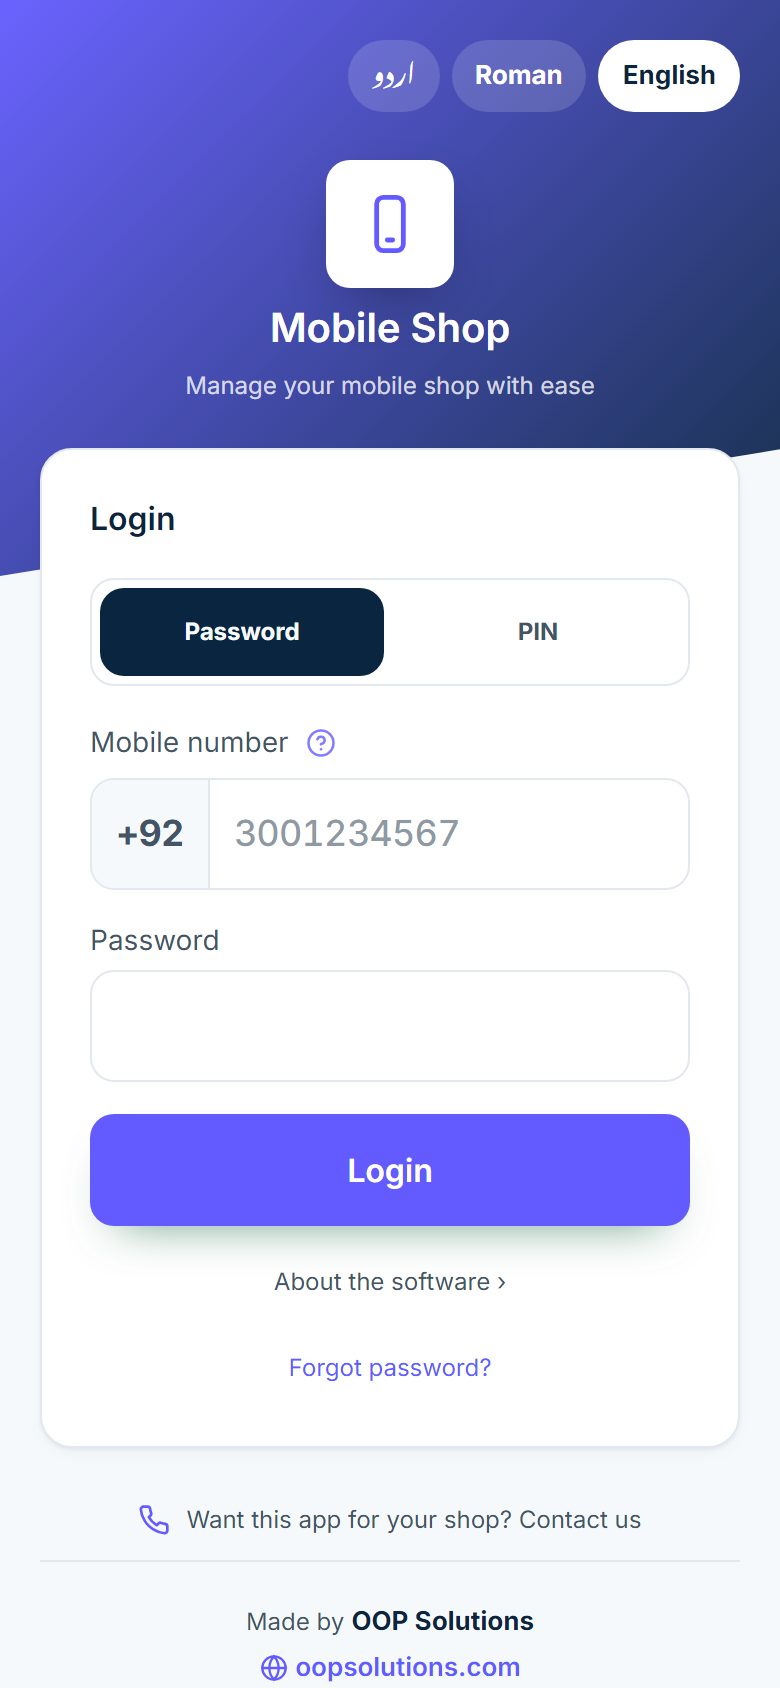 اردو Roman English
Mobile Shop
Manage your mobile shop with ease
Login
Password PIN
Mobile number ?
+92 3001234567
Password
Login
About the software ›
Forgot password?
Want this app for your shop? Contact us
Made by OOP Solutions
oopsolutions.com